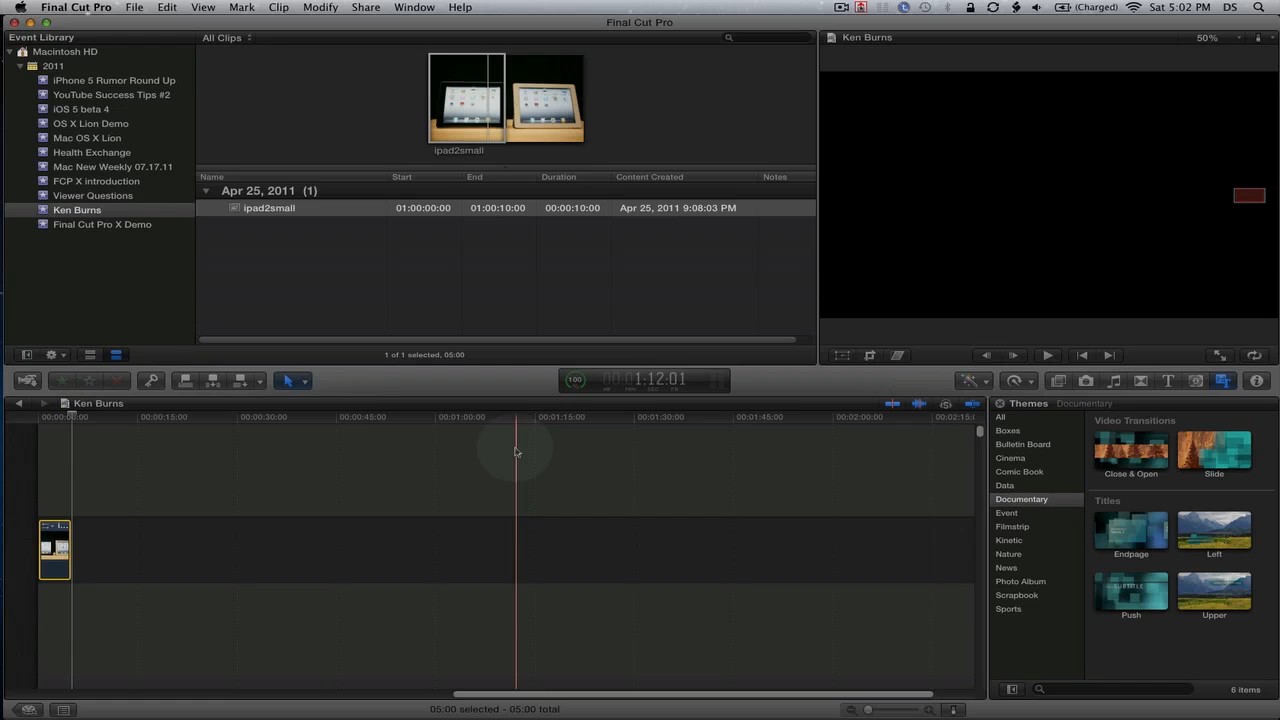 Final Cut Pro File Edit View Mark Clip Modify Share Window Help (Charged) Sat 5:02 PM DS
Final Cut Pro
Event Library
All Clips
Ken Burns
50%
Macintosh HD
2011
iPhone 5 Rumor Round Up
YouTube Success Tips #2
iOS 5 beta 4
OS X Lion Demo
Mac OS X Lion
Health Exchange
Mac New Weekly 07.17.11
FCP X introduction
Viewer Questions
Ken Burns
Final Cut Pro X Demo
ipad2small
Name Start End Duration Content Created Notes
Apr 25, 2011 (1)
ipad2small 01:00:00:00 01:00:10:00 00:00:10:00 Apr 25, 2011 9:08:03 PM
1 of 1 selected, 05:00
100
1:12:01
Ken Burns
00:00:00:00 00:00:15:00 00:00:30:00 00:00:45:00 00:01:00:00 00:01:15:00 00:01:30:00 00:01:45:00 00:02:00:00
i...
Themes Documentary
All
Boxes
Bulletin Board
Cinema
Comic Book
Data
Documentary
Event
Filmstrip
Kinetic
Nature
News
Photo Album
Scrapbook
Sports
Video Transitions
Close & Open Slide
Titles
Endpage Left
SUBTITLE
Push Upper
6 items
05:00 selected - 05:00 total